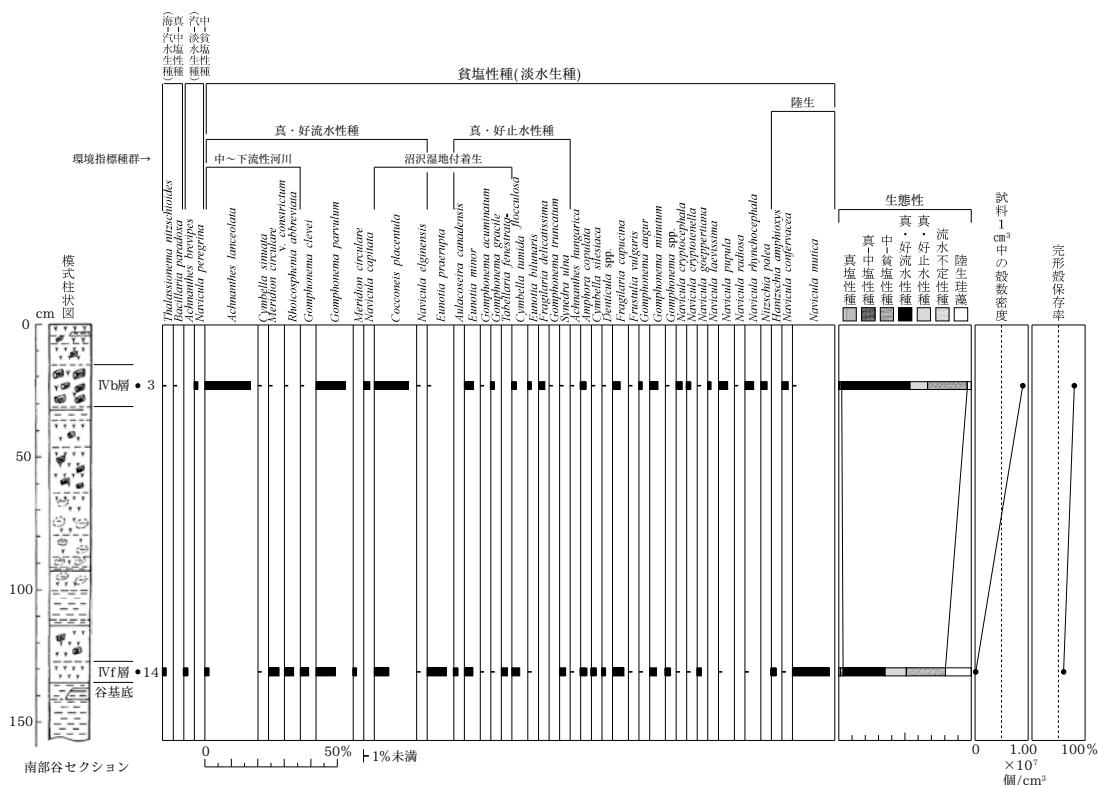 真-中塩性種
(海-汽水生種)
中-貧塩性種
(汽-淡水生種)
貧塩性種(淡水生種)
陸生
真・好流水性種
真・好止水性種
環境指標種群→
中～下流性河川
沼沢湿地付着生
Thalassionema nitzschioides
Bacillaria paradoxa
Achnanthes brevipes
Navicula peregrina
Achnanthes lanceolata
Cymbella sinuata
Meridion circulare
v. constrictum
Rhoicosphenia abbreviata
Gomphonema clevei
Gomphonema parvulum
Meridion circulare
Navicula capitata
Cocconeis placentula
Navicula elginensis
Eunotia praerupta
Aulacoseira canadensis
Eunotia minor
Gomphonema acuminatum
Gomphonema gracile
Tabellaria fenestrata-
flocculosa
Cymbella tumida
Eunotia bilunaris
Fragilaria delicatissima
Gomphonema truncatum
Synedra ulna
Achnanthes hungarica
Amphora copulata
Cymbella silesiaca
Denticula spp.
Fragilaria capucina
Frustulia vulgaris
Gomphonema augur
Gomphonema minutum
Gomphonema spp.
Navicula cryptocephala
Navicula cryptotenella
Navicula goeppertiana
Navicula laevissima
Navicula pupula
Navicula radiosa
Navicula rhynchocephala
Nitzschia palea
Hantzschia amphioxys
Navicula confervacea
Navicula mutica
生態性
真塩性種
真-中塩性種
中-貧塩性種
真・好流水性種
真・好止水性種
流水不定性種
陸生珪藻
試料1cm³中の殻数密度
完形殻保存率
模式柱状図
cm
0
50
100
150
Ⅳb層
3
Ⅳf層
14
谷基底
南部谷セクション
0
50%
1%未満
0
1.00
×10⁷
個/cm³
0
100%